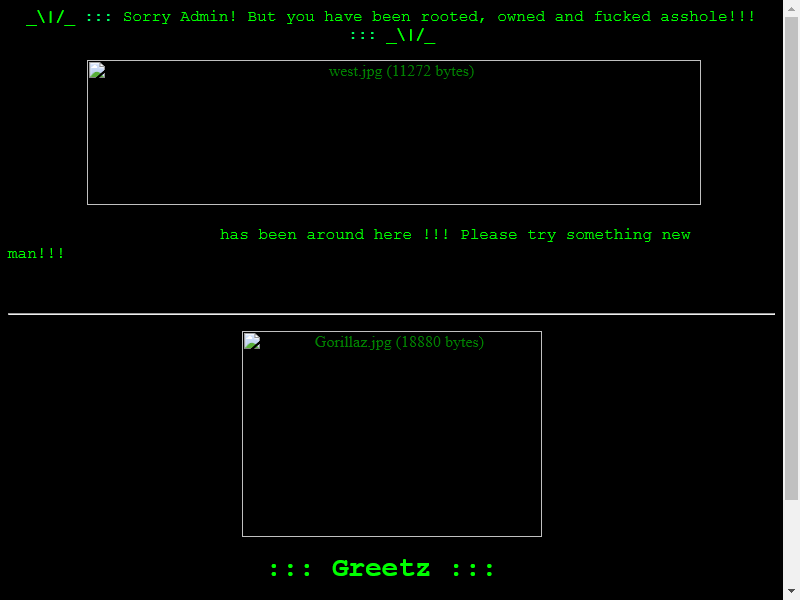 _\|/_ ::: Sorry Admin! But you have been rooted, owned and fucked asshole!!!
::: _\|/_
west.jpg (11272 bytes)
has been around here !!! Please try something new
man!!!
Gorillaz.jpg (18880 bytes)
::: Greetz :::